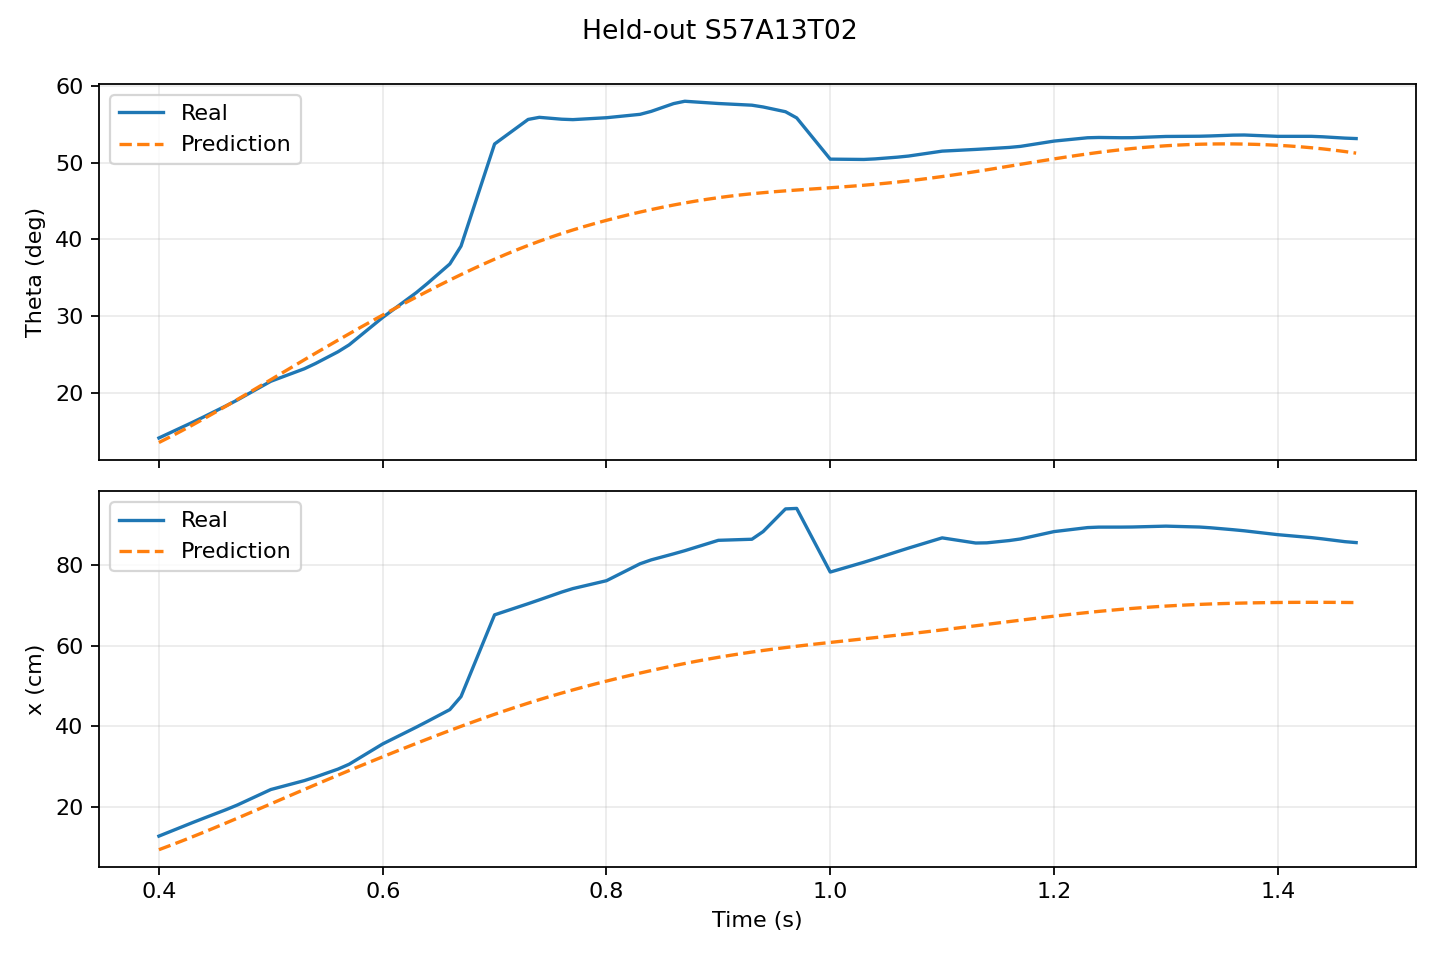 Held-out S57A13T02
Real
Prediction
Theta (deg)
60
50
40
30
20
Real
Prediction
x (cm)
80
60
40
20
0.4 0.6 0.8 1.0 1.2 1.4
Time (s)